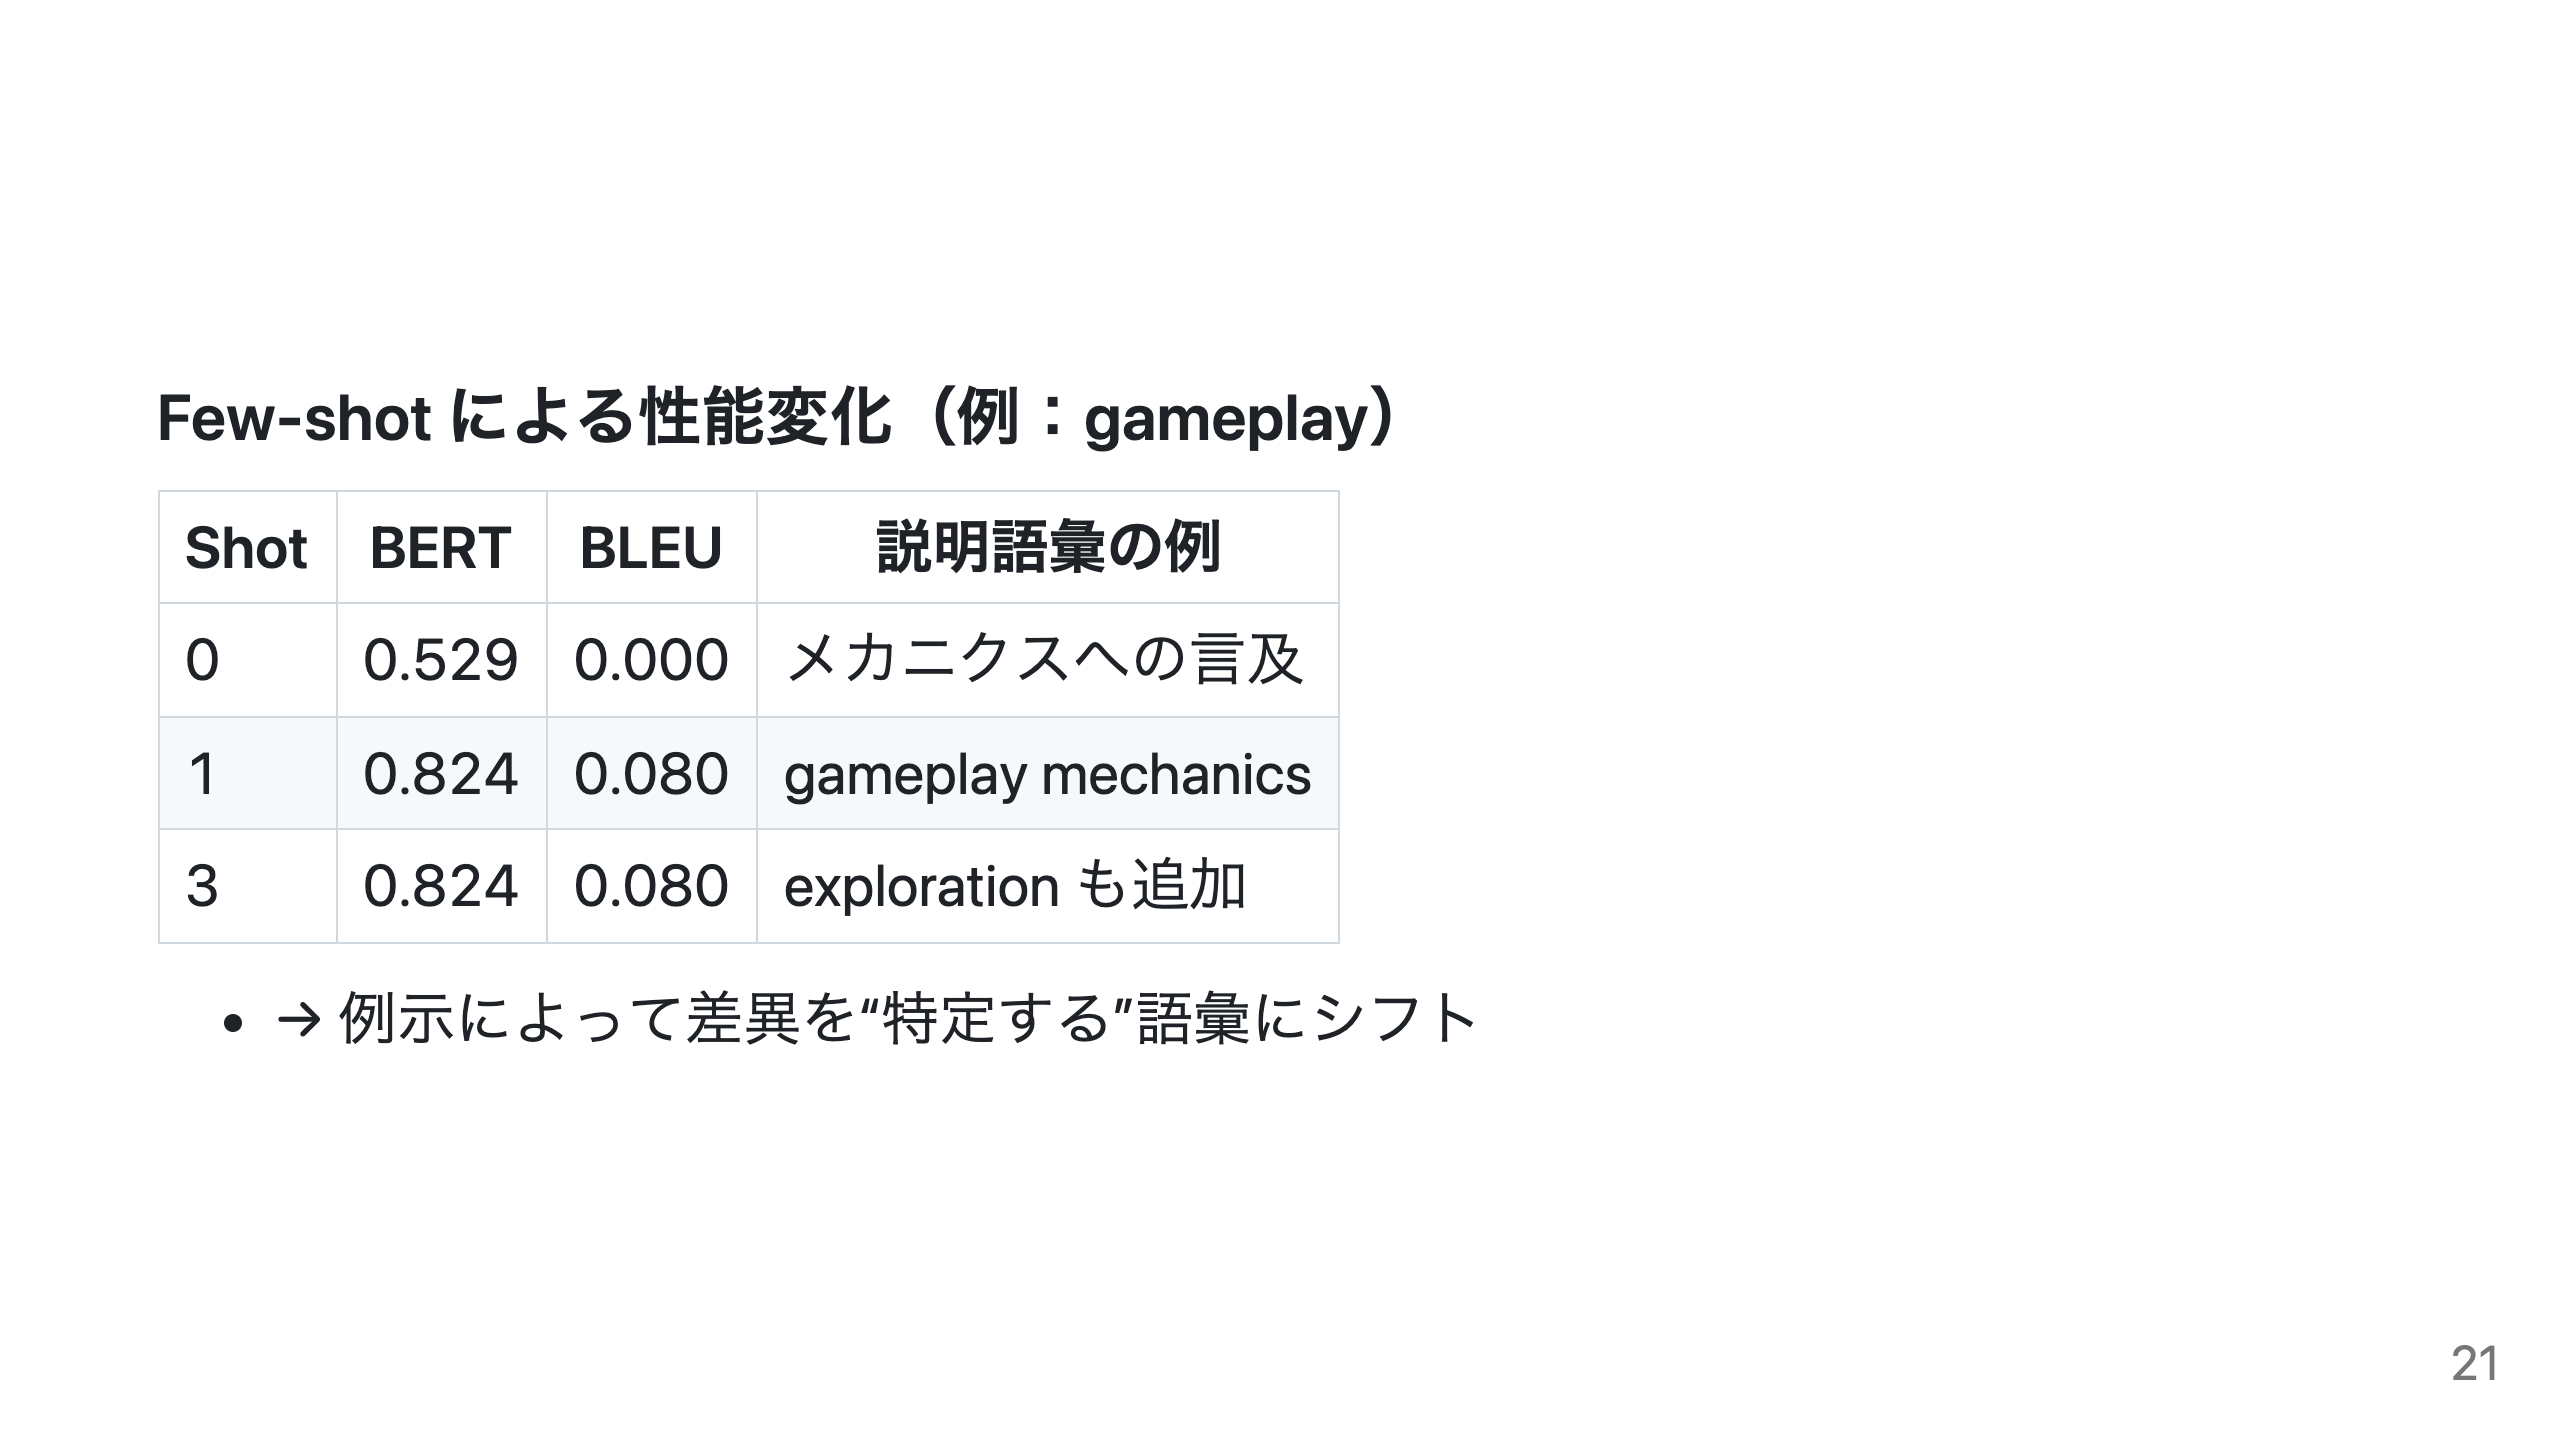 Few-shot による性能変化（例：gameplay）
Shot BERT BLEU 説明語彙の例
0 0.529 0.000 メカニクスへの言及
1 0.824 0.080 gameplay mechanics
3 0.824 0.080 exploration も追加
• → 例示によって差異を“特定する”語彙にシフト
21